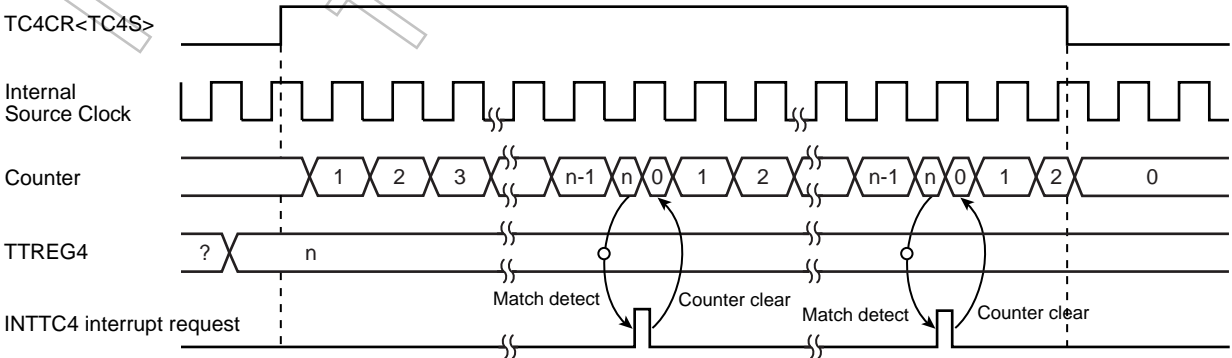 TC4CR<TC4S>
Internal
Source Clock
Counter
1 2 3 n-1 n 0 1 2 n-1 n 0 1 2 0
TTREG4
? n
Match detect Counter clear Match detect Counter clear
INTTC4 interrupt request